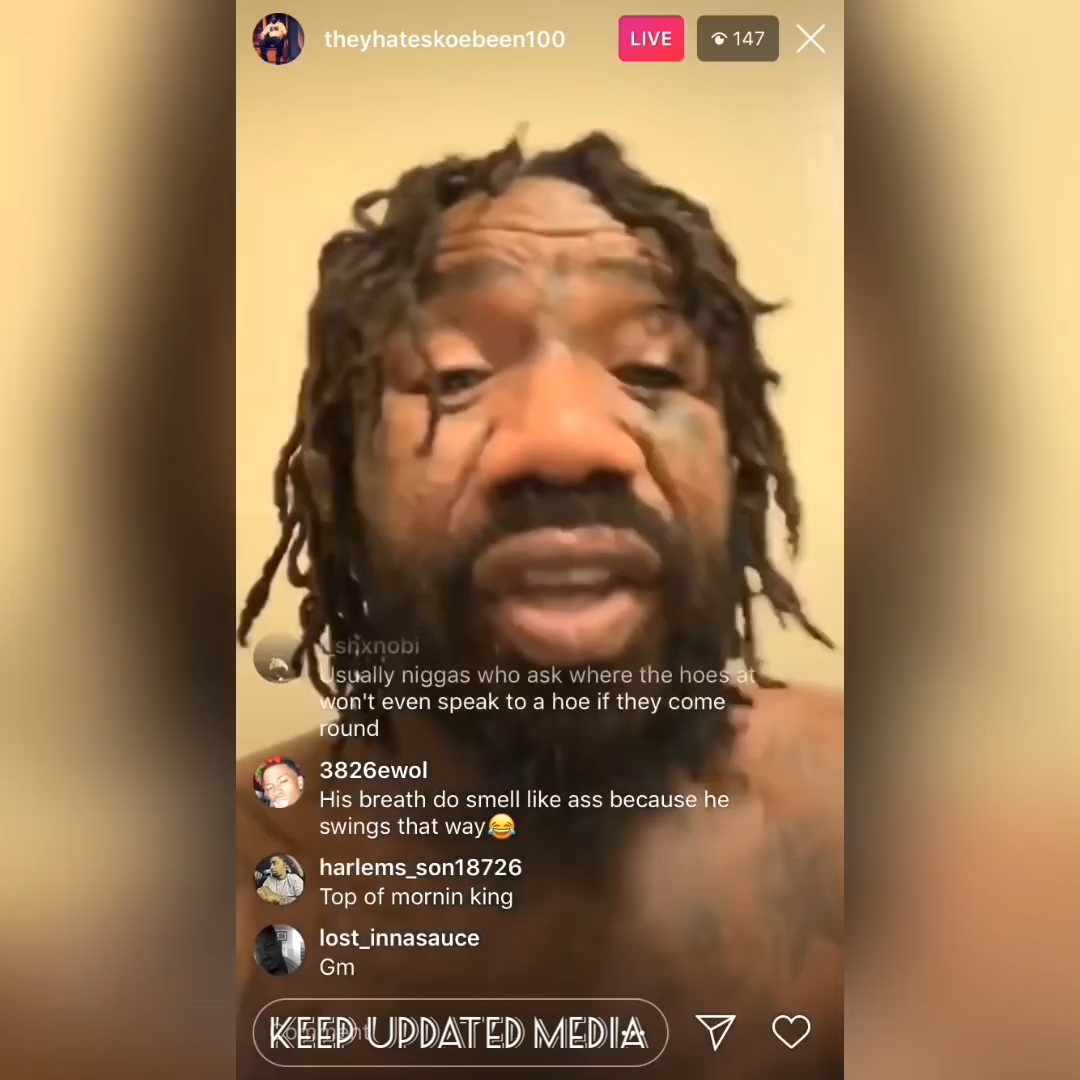 theyhateskoebeen100
LIVE
147
_shxnobi
Usually niggas who ask where the hoes at
won't even speak to a hoe if they come
round
3826ewol
His breath do smell like ass because he
swings that way😂
harlems_son18726
Top of mornin king
lost_innasauce
Gm
Comment
KEEP UPDATED MEDIA